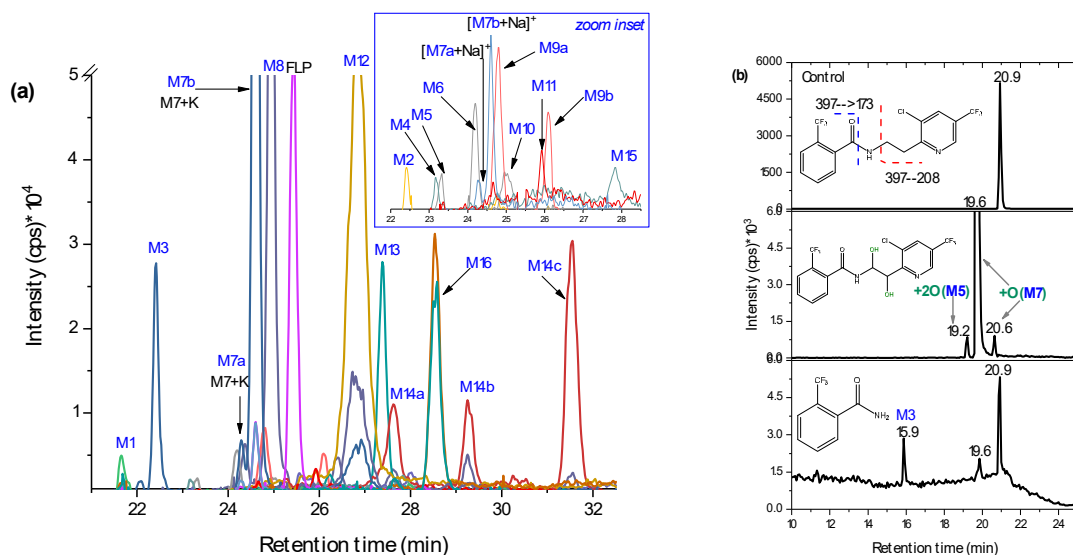 (a)
Intensity (cps)* 10⁴
5
4
3
2
1
M1
M3
M7b
M7+K
M7a
M7+K
M8 FLP
M12
M13
M14a
M16
M14b
M14c
22
24
26
28
30
32
Retention time (min)
zoom inset
[M7b+Na]⁺
[M7a+Na]⁺
M9a
M6
M11
M9b
M5
M4
M10
M2
M15
22 23 24 25 26 27 28
(b)
Intensity (cps)* 10³
6000
4500
3000
1500
0
Control
20.9
397-->173
397--208
CF₃
O
N
H
Cl
CF₃
N
6.0
4.5
3.0
1.5
0.0
19.6
CF₃
O
N
H
OH
OH
Cl
CF₃
N
+2O(M5)
+O(M7)
19.2
20.6
6.0
4.5
3.0
15
0.0
CF₃
O
NH₂
M3
15.9
19.6
20.9
10 12 14 16 18 20 22 24
Retention time (min)